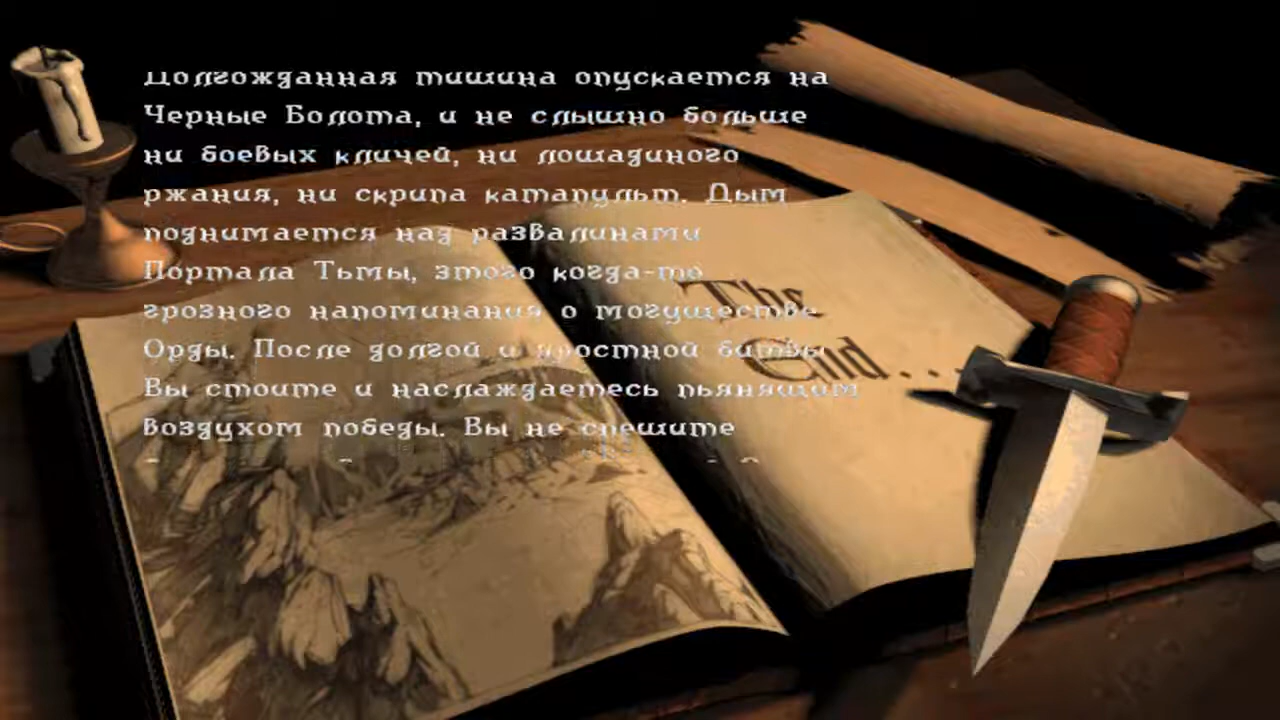 Долгожданная тишина опускается на
Черные Болота, и не слышно больше
ни боевых кличей, ни лошадиного
ржания, ни скрипа катапульт. Дым
поднимается над развалинами
Портала Тьмы, этого когда-то
грозного напоминания о могуществе
Орды. После долгой и яростной битвы
Вы стоите и наслаждаетесь пьянящим
воздухом победы. Вы не спешите
The
End...